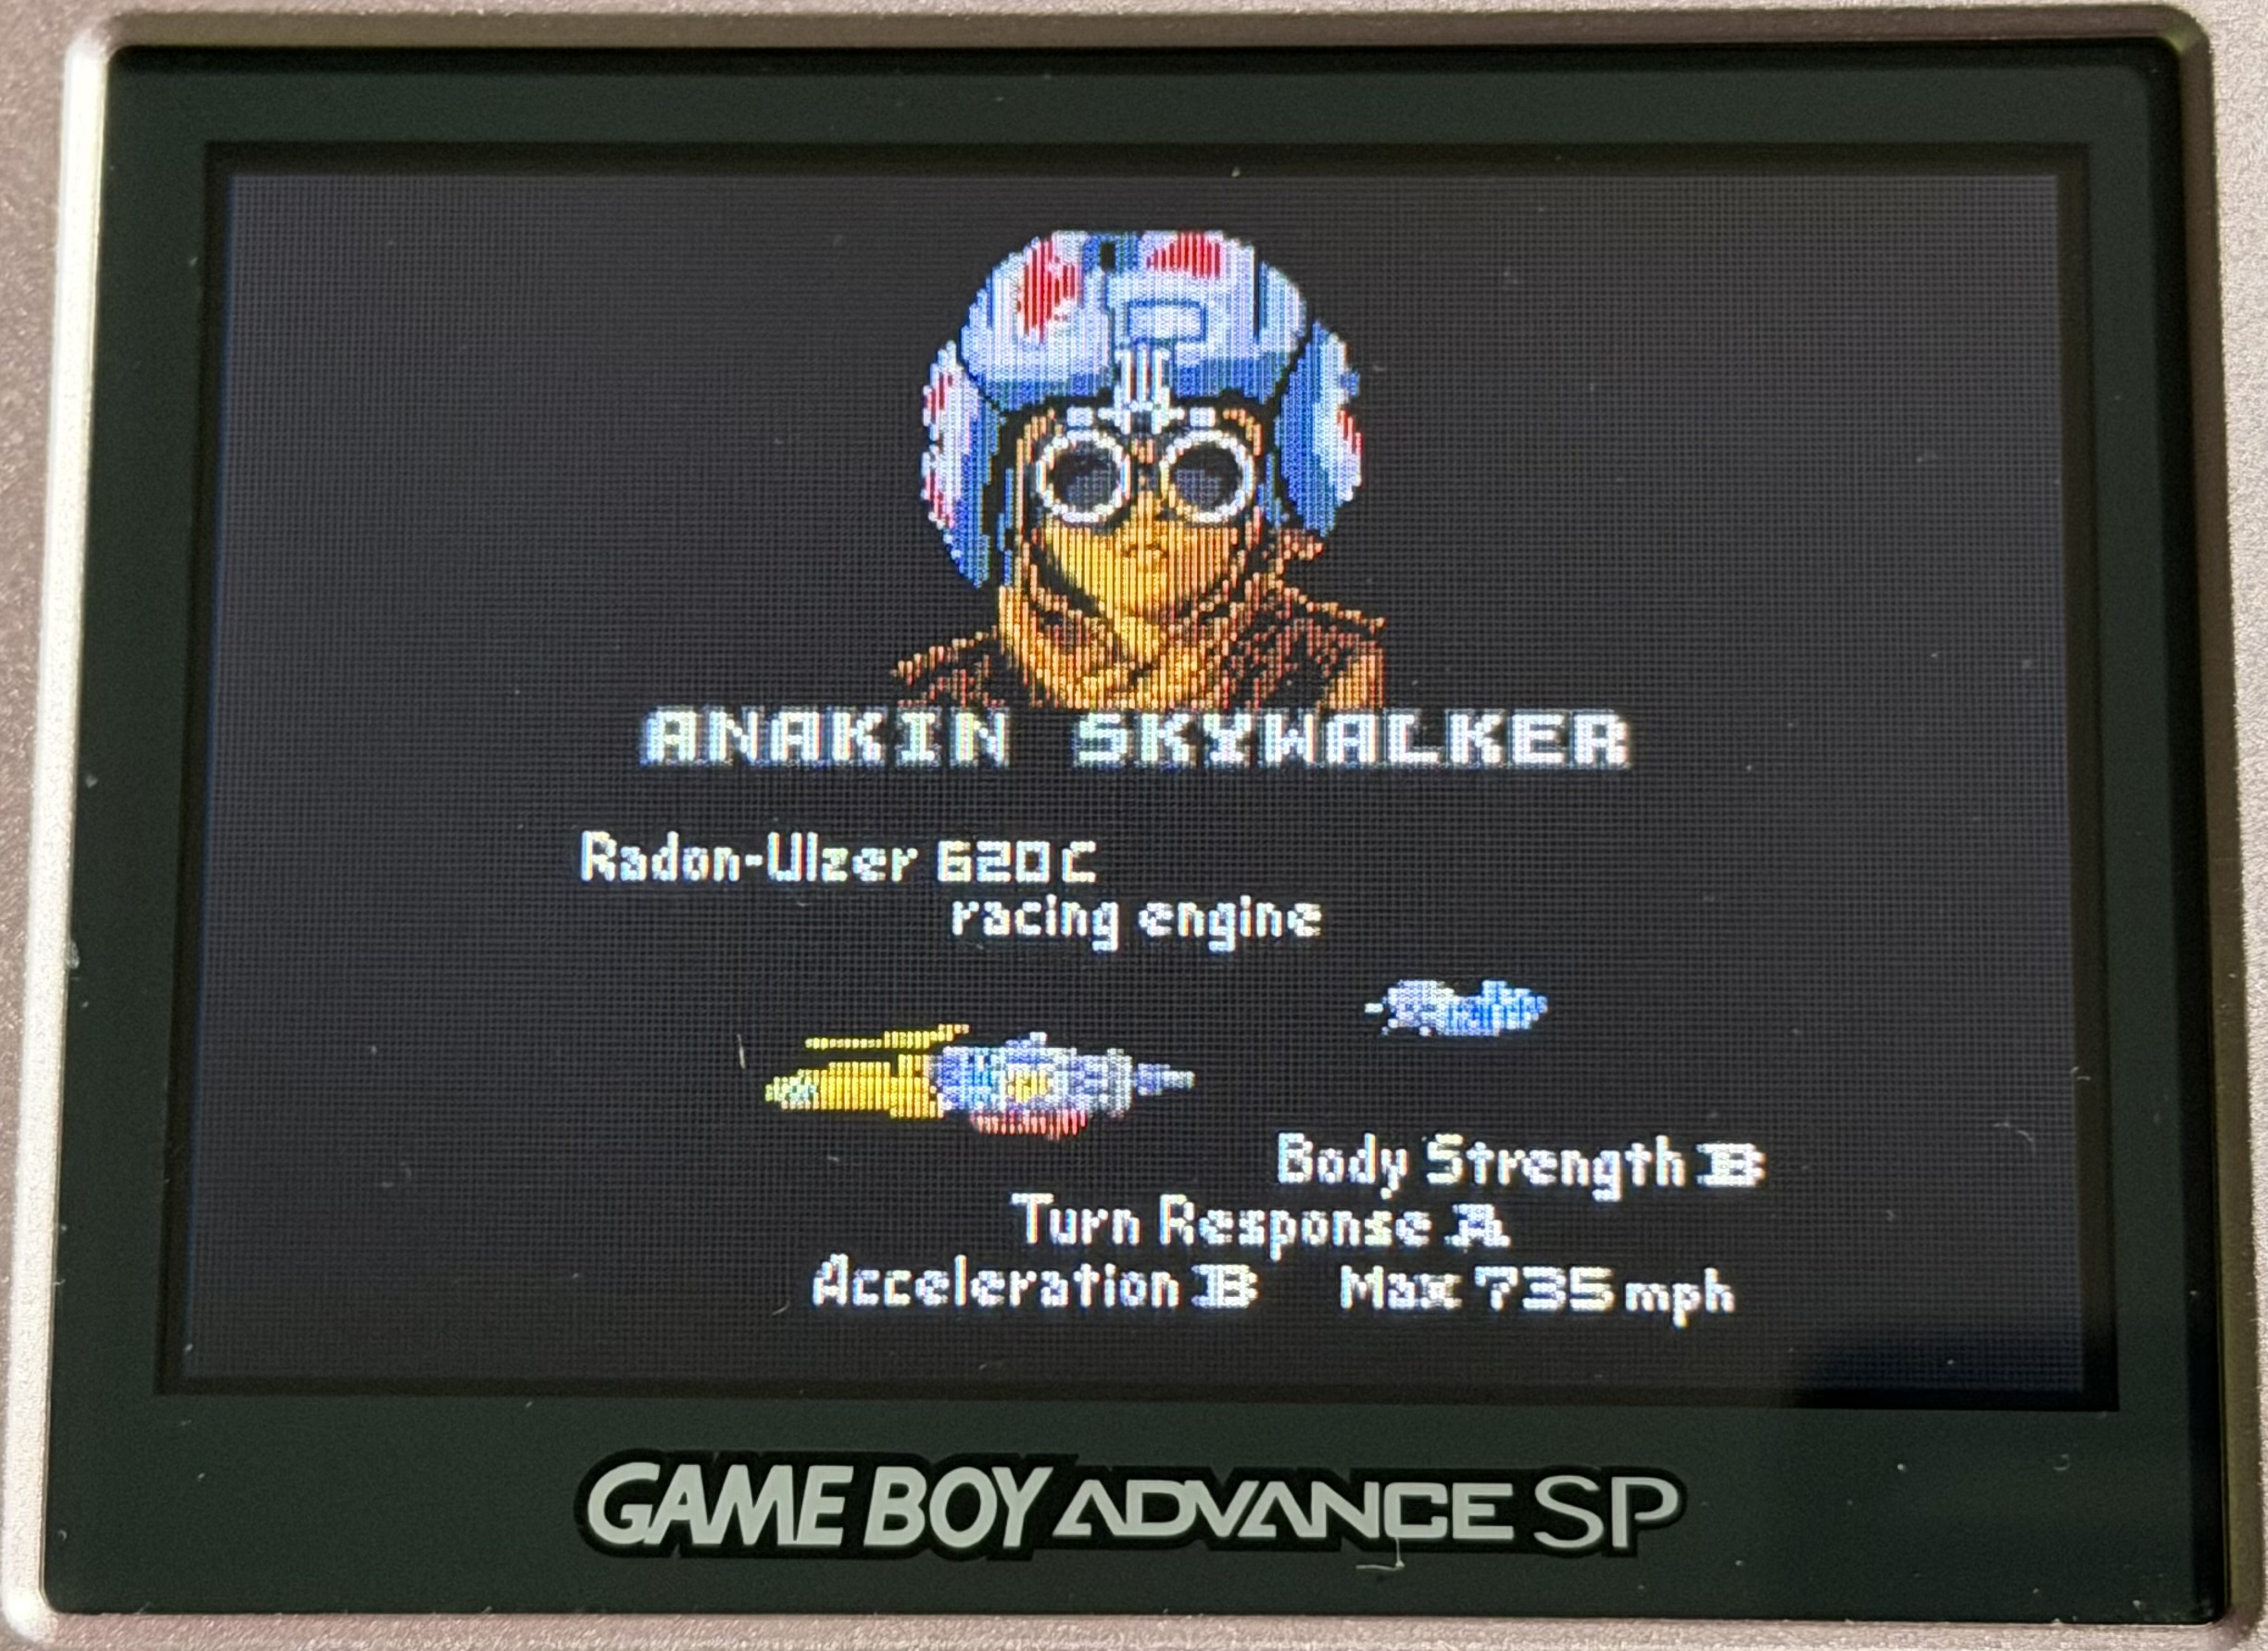 ANAKIN SKYWALKER
Radon-Ulzer 620C
racing engine
Body Strength B
Turn Response A
Acceleration B Max 735 mph
GAME BOY ADVANCE SP